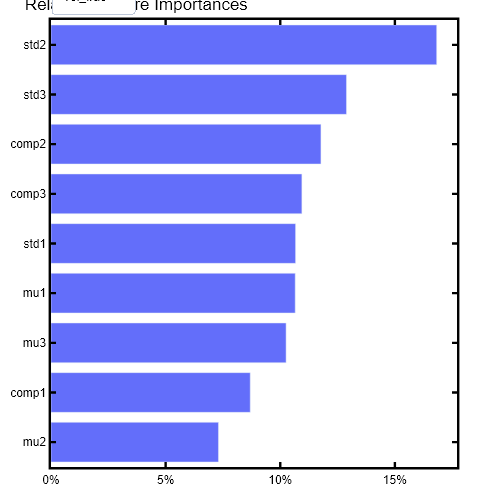 Rela re Importances
std2
std3
comp2
comp3
std1
mu1
mu3
comp1
mu2
0% 5% 10% 15%